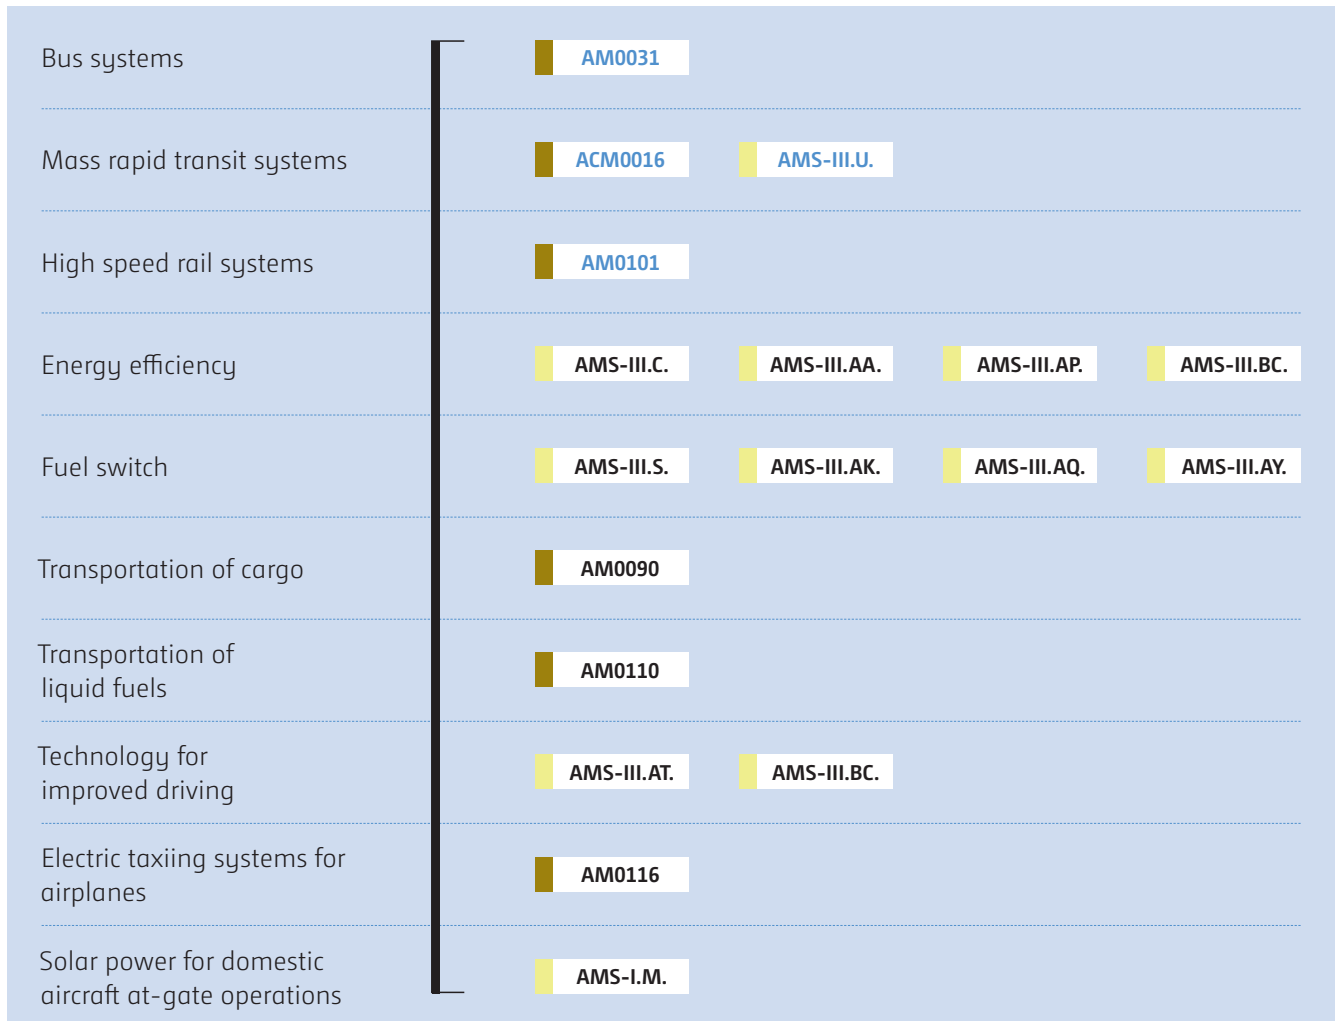 Bus systems
AM0031
Mass rapid transit systems
ACM0016
AMS-III.U.
High speed rail systems
AM0101
Energy efficiency
AMS-III.C.
AMS-III.AA.
AMS-III.AP.
AMS-III.BC.
Fuel switch
AMS-III.S.
AMS-III.AK.
AMS-III.AQ.
AMS-III.AY.
Transportation of cargo
AM0090
Transportation of
liquid fuels
AM0110
Technology for
improved driving
AMS-III.AT.
AMS-III.BC.
Electric taxiing systems for
airplanes
AM0116
Solar power for domestic
aircraft at-gate operations
AMS-I.M.